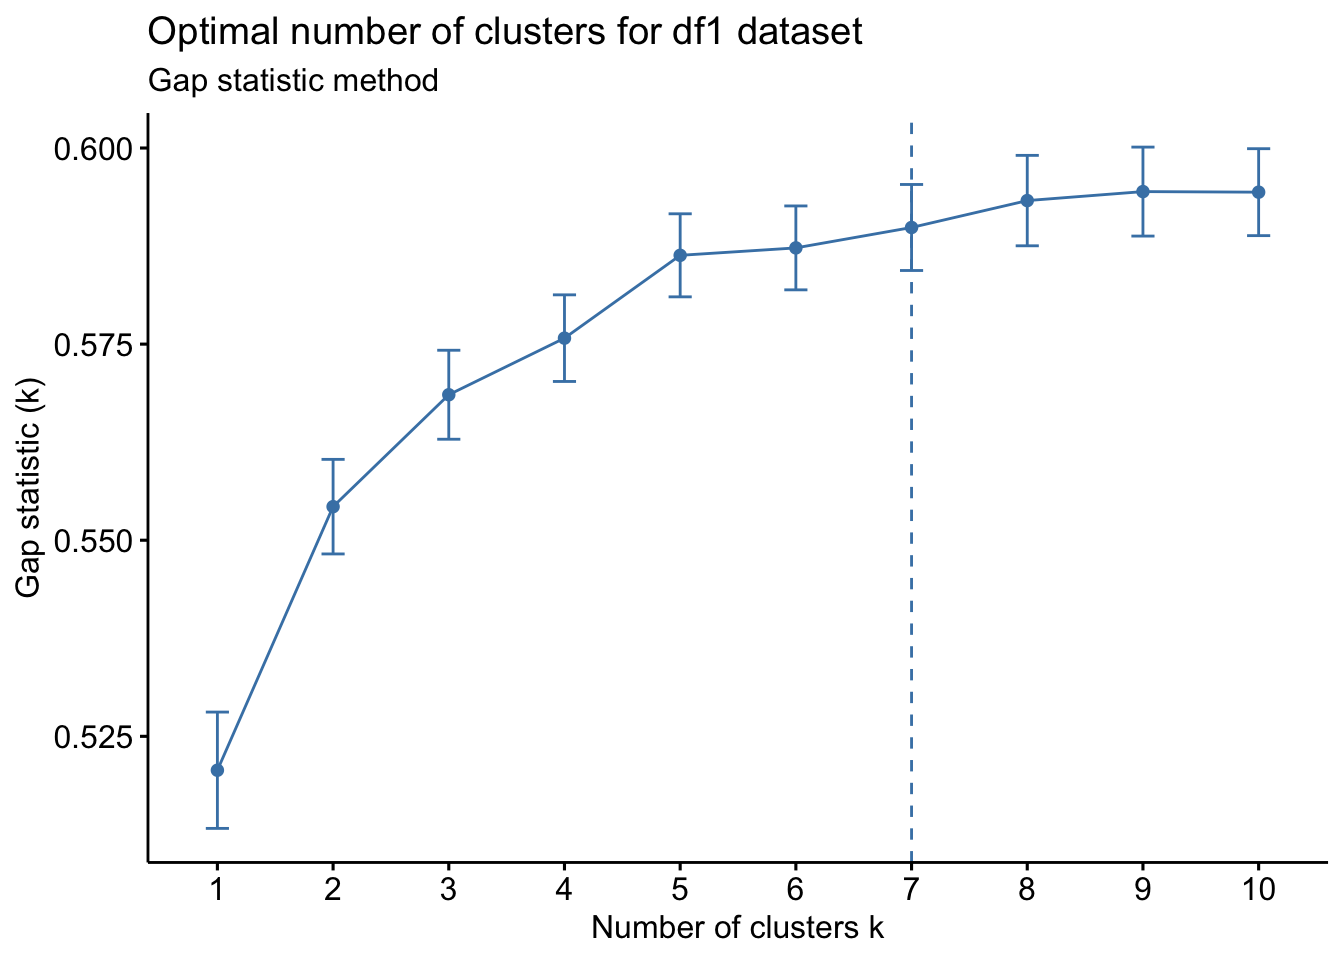 Optimal number of clusters for df1 dataset
Gap statistic method
Gap statistic (k)
0.600
0.575
0.550
0.525
1 2 3 4 5 6 7 8 9 10
Number of clusters k